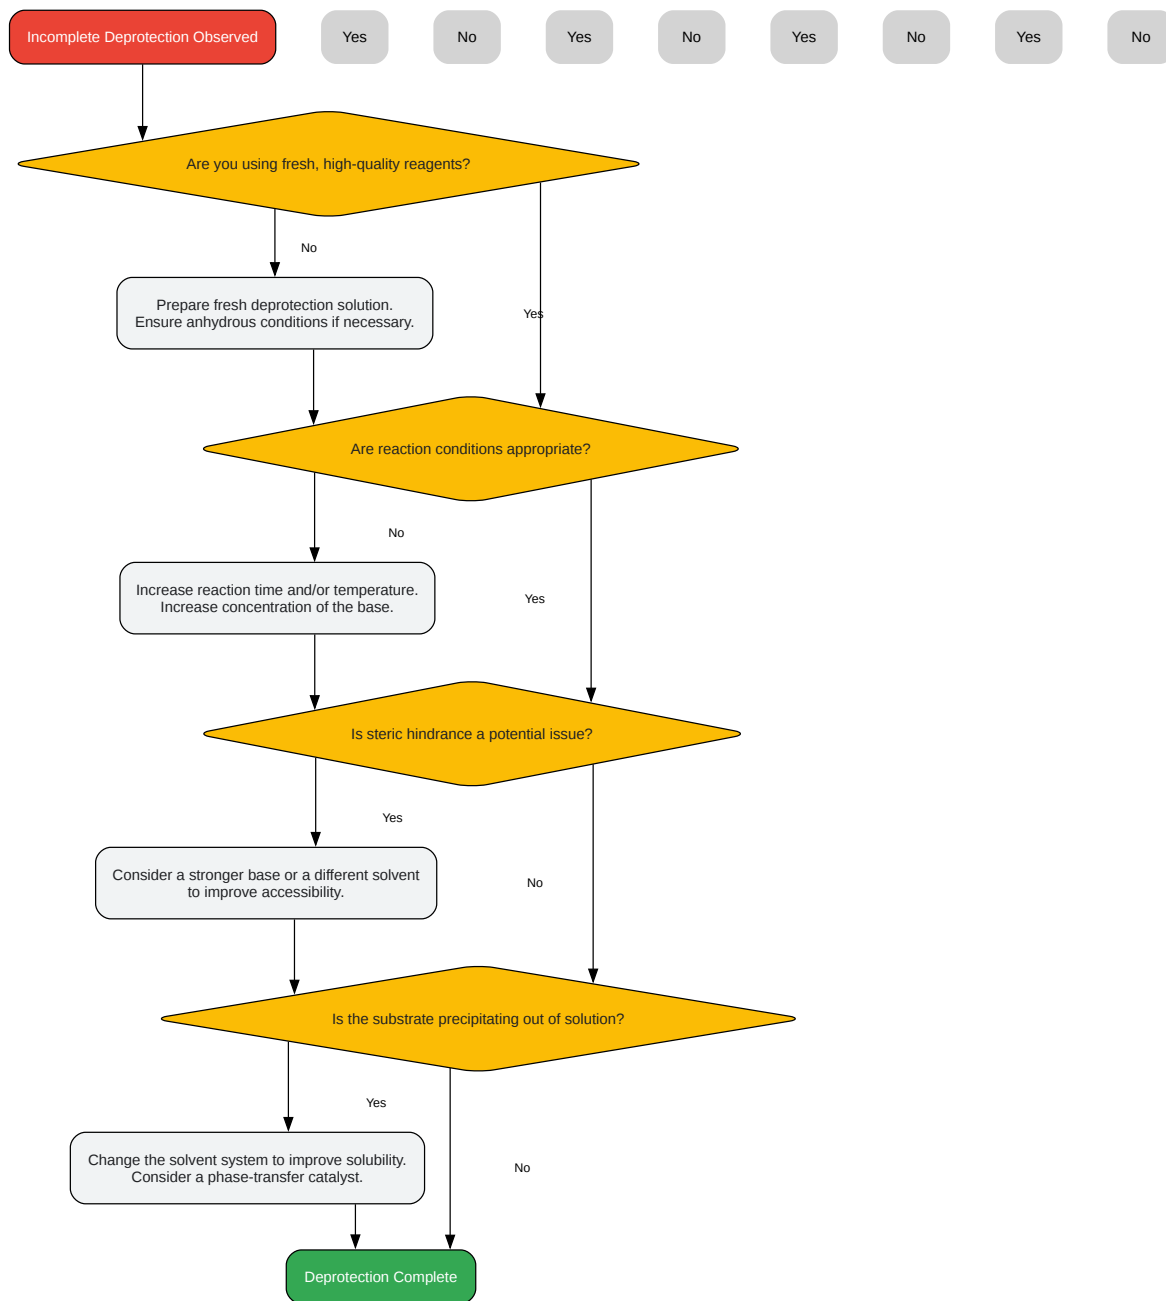 Incomplete Deprotection Observed
Yes
No
Yes
No
Yes
No
Yes
No
Are you using fresh, high-quality reagents?
No
Prepare fresh deprotection solution.
Ensure anhydrous conditions if necessary.
Yes
Are reaction conditions appropriate?
No
Increase reaction time and/or temperature.
Increase concentration of the base.
Yes
Is steric hindrance a potential issue?
Yes
Consider a stronger base or a different solvent
to improve accessibility.
No
Is the substrate precipitating out of solution?
Yes
Change the solvent system to improve solubility.
Consider a phase-transfer catalyst.
No
Deprotection Complete